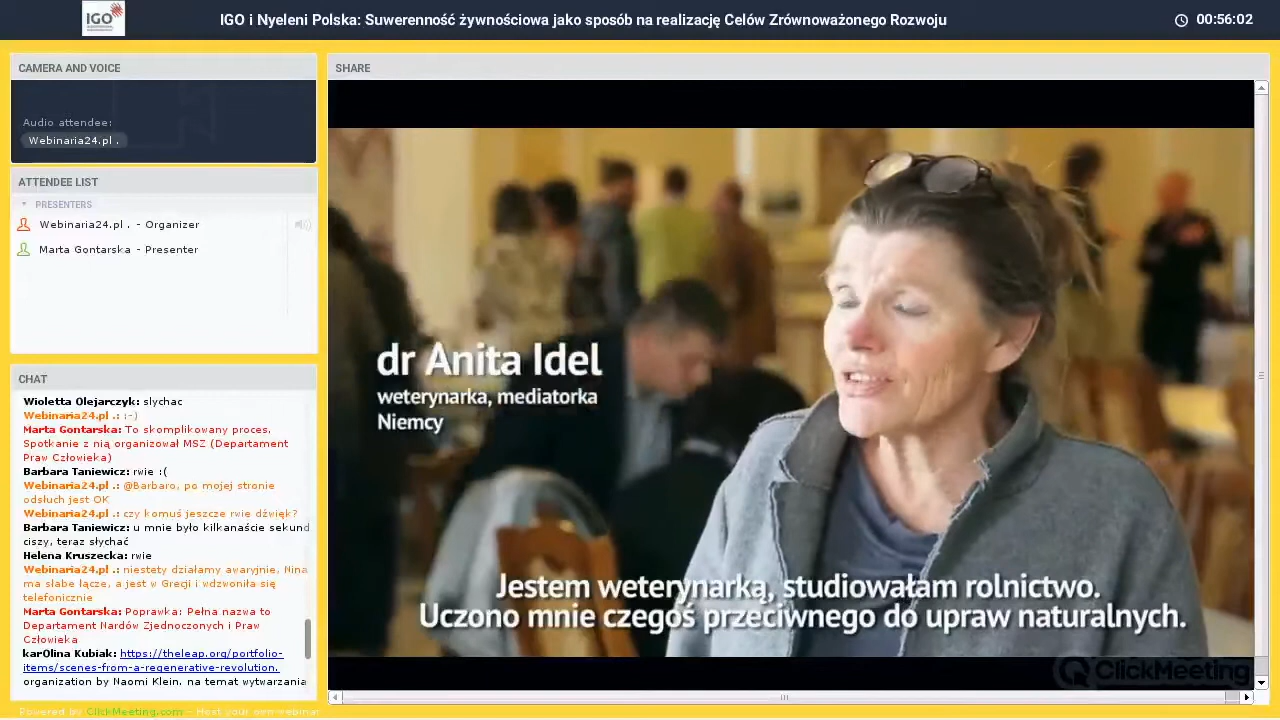 IGO
IGO i Nyeleni Polska: Suwerenność żywnościowa jako sposób na realizację Celów Zrównoważonego Rozwoju
00:56:02
CAMERA AND VOICE
Audio attendee:
Webinaria24.pl .
ATTENDEE LIST
PRESENTERS
Webinaria24.pl . - Organizer
Marta Gontarska - Presenter
CHAT
Wioletta Olejarczyk: slychac
Webinaria24.pl .: :-)
Marta Gontarska: To skomplikowany proces.
Spotkanie z nią organizował MSZ (Departament
Praw Człowieka)
Barbara Taniewicz: rwie :(
Webinaria24.pl .: @Barbaro, po mojej stronie
odsłuch jest OK
Webinaria24.pl .: czy komuś jeszcze rwie dźwięk?
Barbara Taniewicz: u mnie było kilkanaście sekund
ciszy, teraz słychać
Helena Kruszecka: rwie
Webinaria24.pl .: niestety działamy awaryjnie, Nina
ma słabe łącze, a jest w Grecji i wdzwoniła się
telefonicznie
Marta Gontarska: Poprawka: Pełna nazwa to
Departament Nardów Zjednoczonych i Praw
Człowieka
kar0lina Kubiak: https://theleap.org/portfolio-
items/scenes-from-a-regenerative-revolution.
organization by Naomi Klein. na temat wytwarzania
Powered by ClickMeeting.com - Host your own webinar
SHARE
dr Anita Idel
weterynarka, mediatorka
Niemcy
Jestem weterynarką, studiowałam rolnictwo.
Uczono mnie czegoś przeciwnego do upraw naturalnych.
ClickMeeting